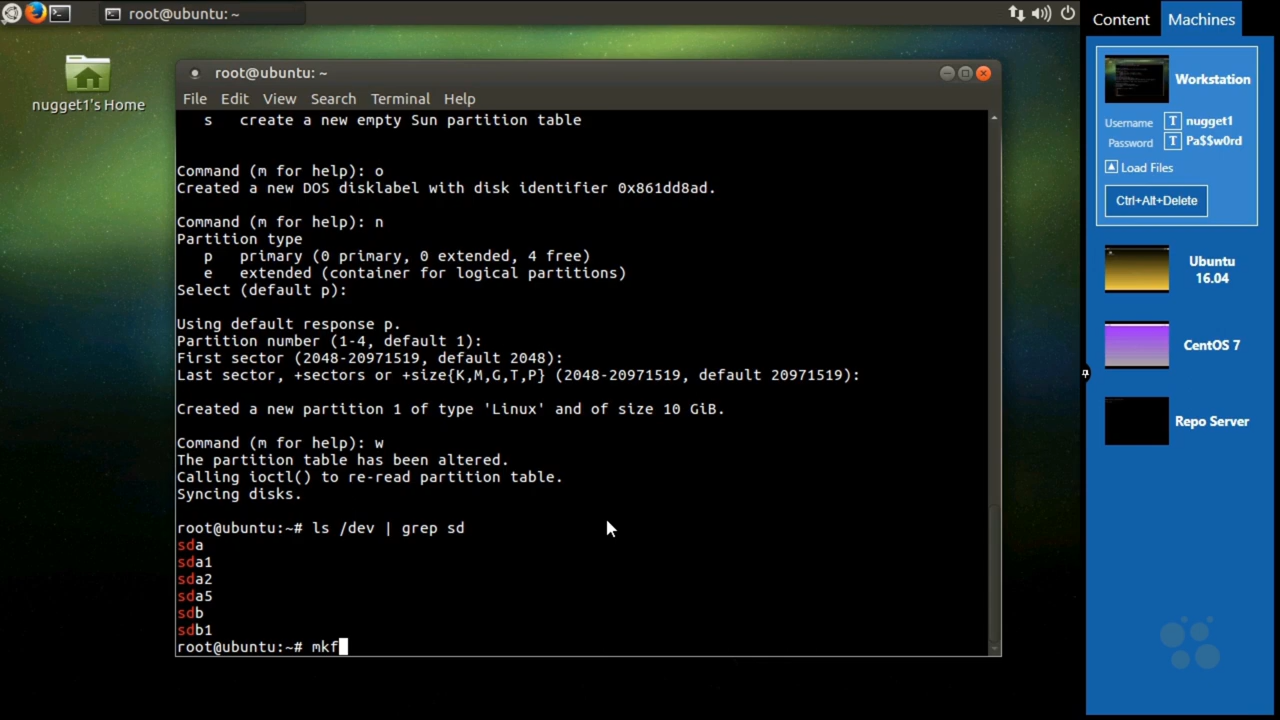 root@ubuntu: ~
Content
Machines
nugget1's Home
root@ubuntu: ~
File Edit View Search Terminal Help
s   create a new empty Sun partition table
Command (m for help): o
Created a new DOS disklabel with disk identifier 0x861dd8ad.
Command (m for help): n
Partition type
p   primary (0 primary, 0 extended, 4 free)
e   extended (container for logical partitions)
Select (default p):
Using default response p.
Partition number (1-4, default 1):
First sector (2048-20971519, default 2048):
Last sector, +sectors or +size{K,M,G,T,P} (2048-20971519, default 20971519):
Created a new partition 1 of type 'Linux' and of size 10 GiB.
Command (m for help): w
The partition table has been altered.
Calling ioctl() to re-read partition table.
Syncing disks.
root@ubuntu:~# ls /dev | grep sd
sda
sda1
sda2
sda5
sdb
sdb1
root@ubuntu:~# mkf
Workstation
Username T nugget1
Password T Pa$$w0rd
Load Files
Ctrl+Alt+Delete
Ubuntu
16.04
CentOS 7
Repo Server